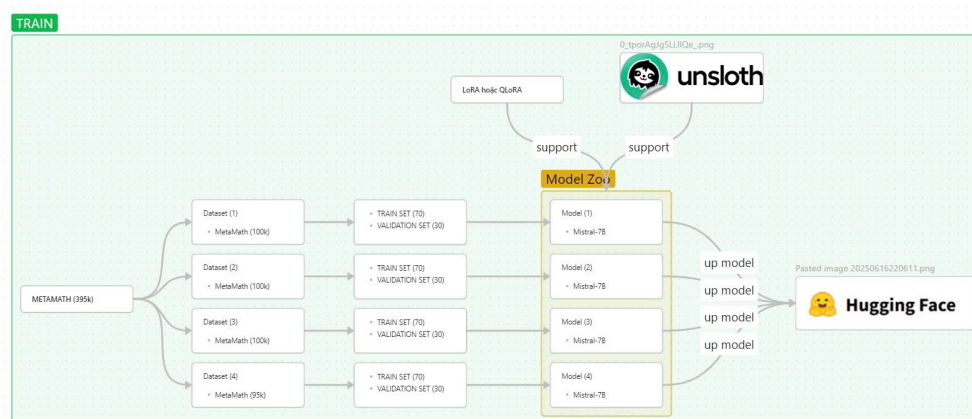 TRAIN
0_tporAgJgSLLIIQe_.png
unsloth
LoRA hoặc QLoRA
support
support
Model Zoo
Dataset (1)
• MetaMath (100k)
• TRAIN SET (70)
• VALIDATION SET (30)
Model (1)
• Mistral-7B
Dataset (2)
• MetaMath (100k)
• TRAIN SET (70)
• VALIDATION SET (30)
Model (2)
• Mistral-7B
METAMATH (395k)
Dataset (3)
• MetaMath (100k)
• TRAIN SET (70)
• VALIDATION SET (30)
Model (3)
• Mistral-7B
Dataset (4)
• MetaMath (95k)
• TRAIN SET (70)
• VALIDATION SET (30)
Model (4)
• Mistral-7B
up model
up model
up model
up model
Pasted image 20250616220611.png
Hugging Face